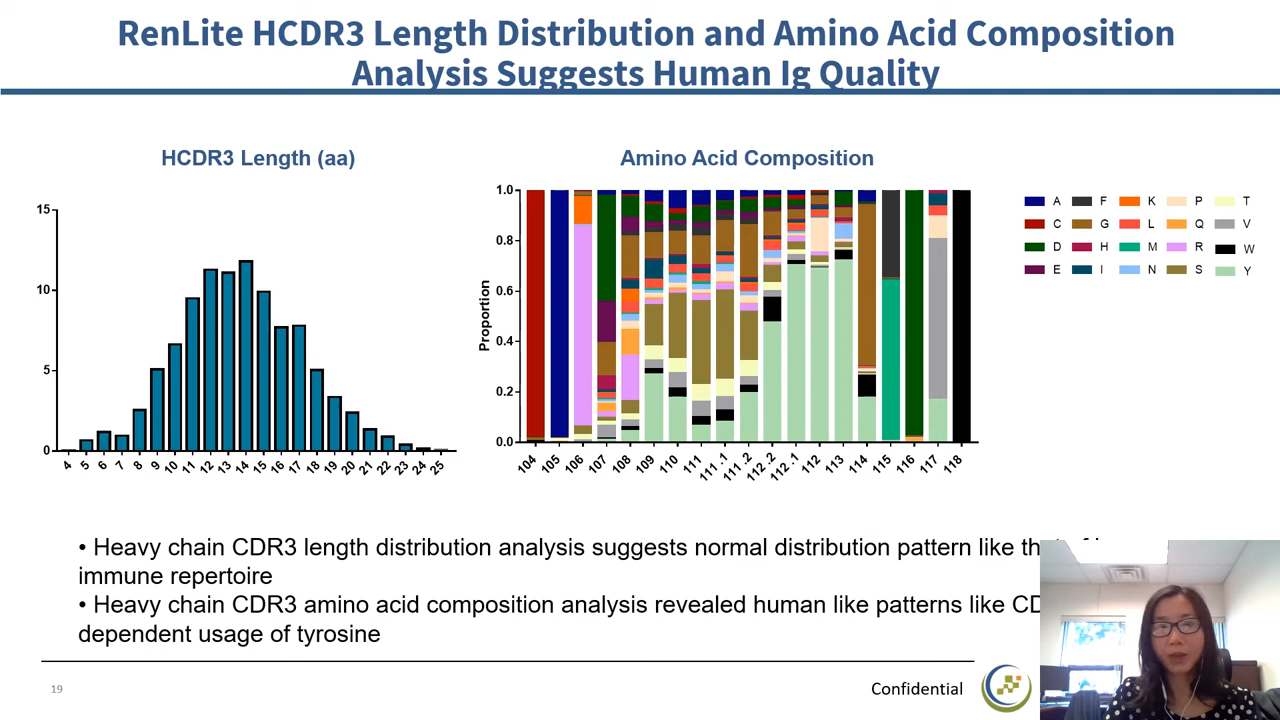 RenLite HCDR3 Length Distribution and Amino Acid Composition
Analysis Suggests Human Ig Quality
HCDR3 Length (aa)
15
10
5
0
4 5 6 7 8 9 10 11 12 13 14 15 16 17 18 19 20 21 22 23 24 25
Amino Acid Composition
Proportion
1.0
0.8
0.6
0.4
0.2
0.0
104 105 106 107 108 109 110 111 111.1 111.2 112.2 112.1 112 113 114 115 116 117 118
A F K P T
C G L Q V
D H M R W
E I N S Y
• Heavy chain CDR3 length distribution analysis suggests normal distribution pattern like
immune repertoire
• Heavy chain CDR3 amino acid composition analysis revealed human like patterns like
dependent usage of tyrosine
19
Confidential